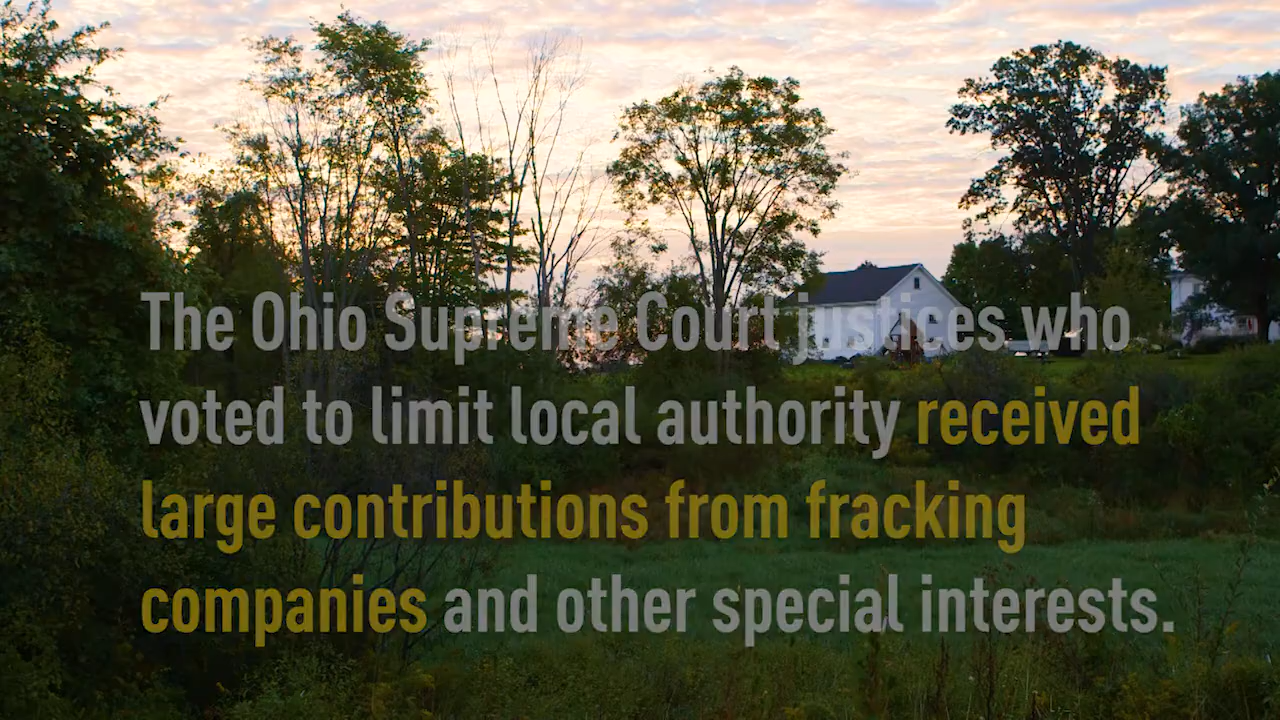 The Ohio Supreme Court justices who
voted to limit local authority received
large contributions from fracking
companies and other special interests.